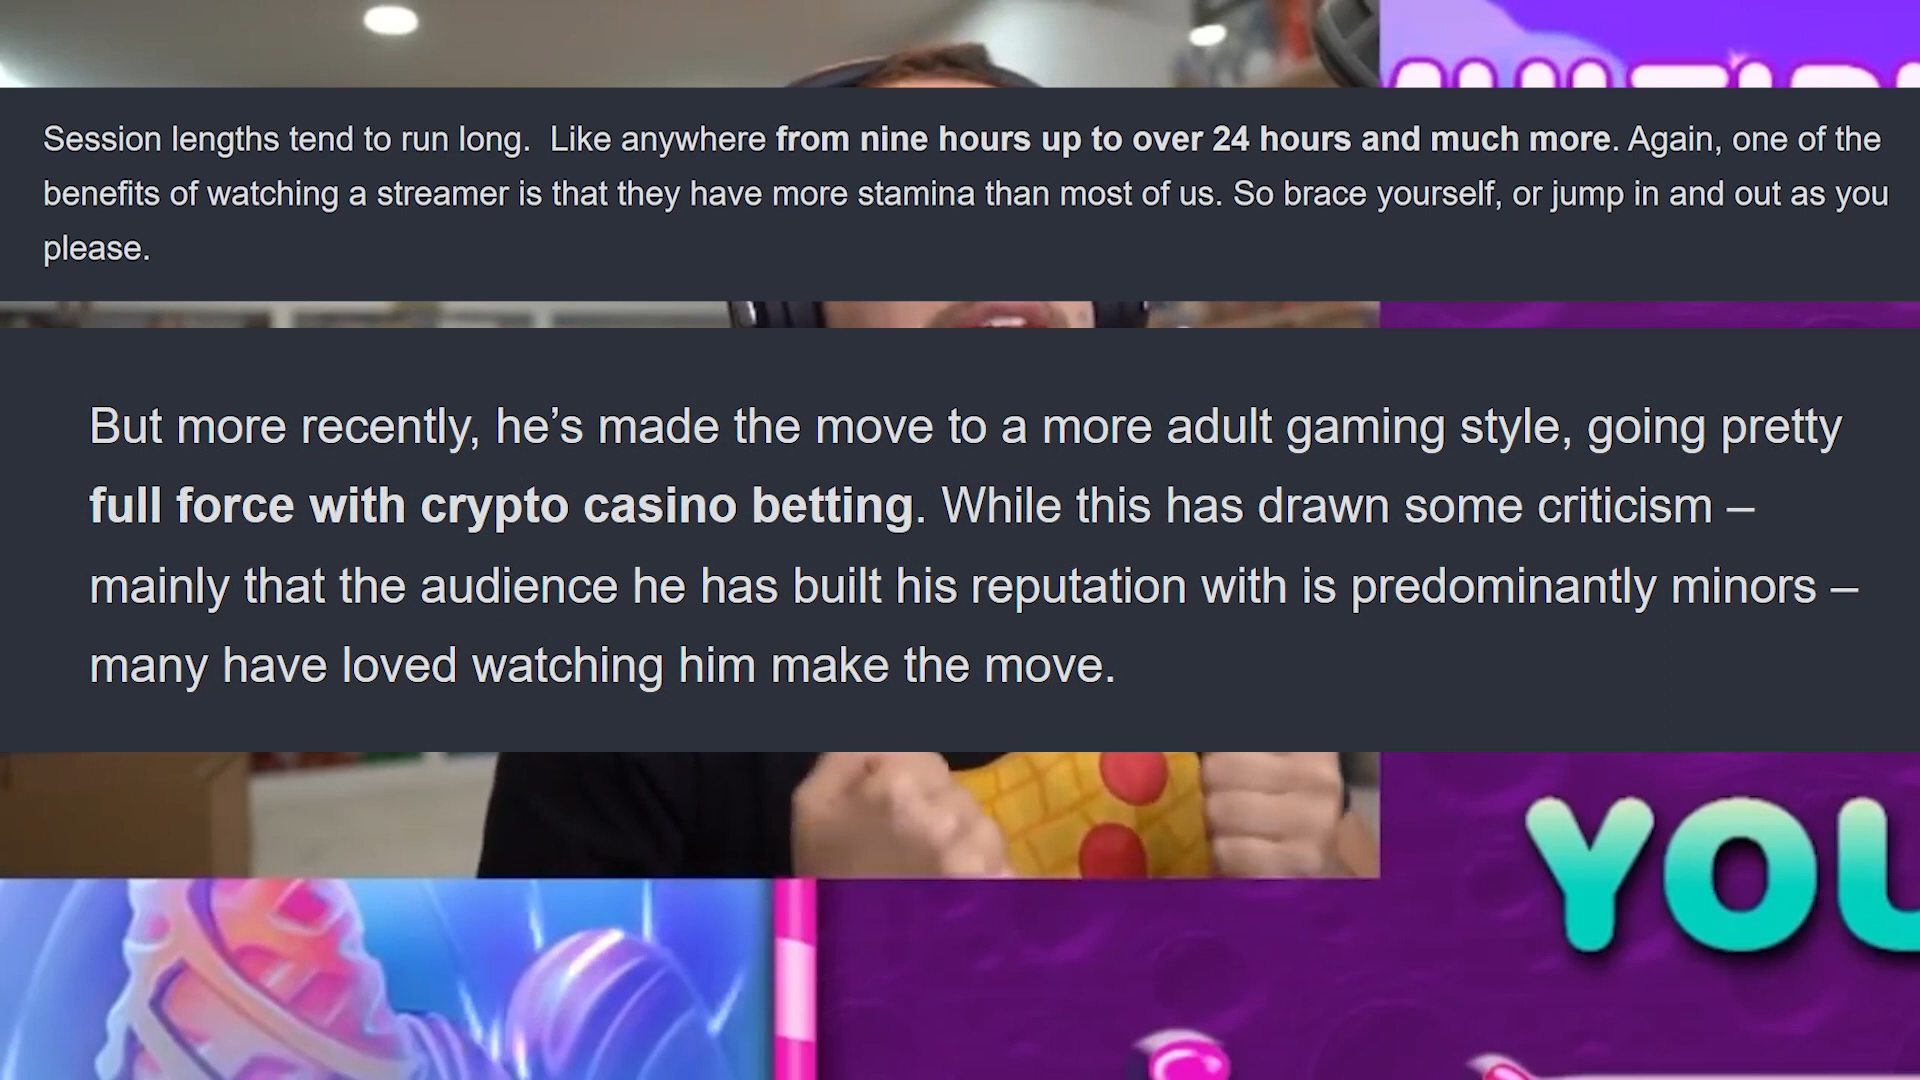 Session lengths tend to run long.  Like anywhere from nine hours up to over 24 hours and much more. Again, one of the
benefits of watching a streamer is that they have more stamina than most of us. So brace yourself, or jump in and out as you
please.
But more recently, he’s made the move to a more adult gaming style, going pretty
full force with crypto casino betting. While this has drawn some criticism –
mainly that the audience he has built his reputation with is predominantly minors –
many have loved watching him make the move.
YOU